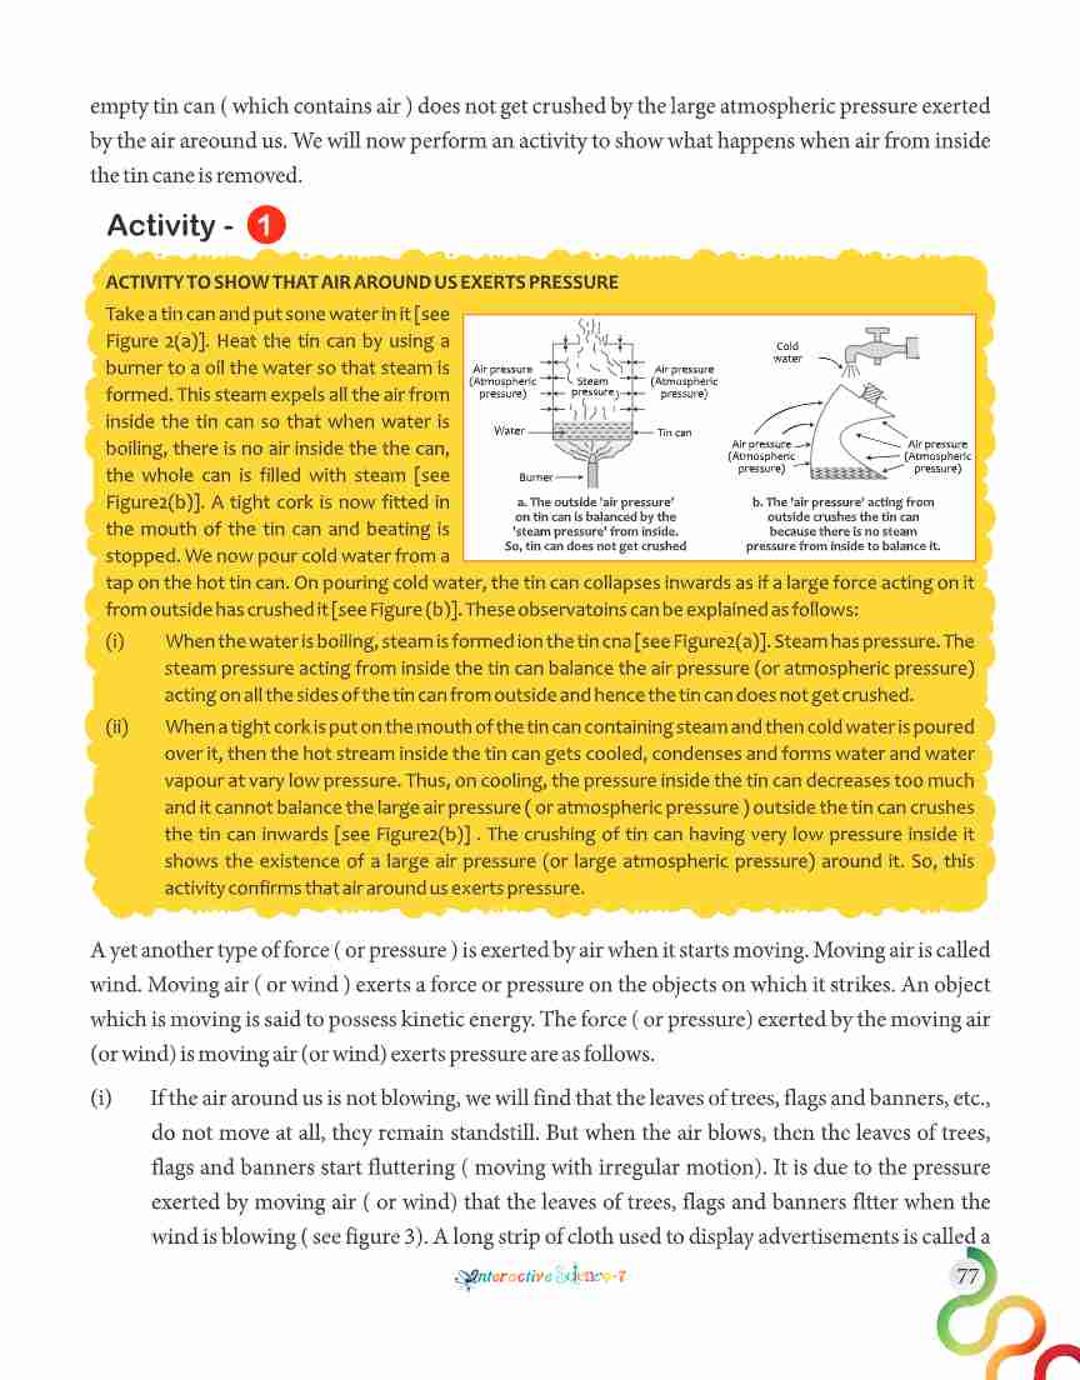 empty tin can ( which contains air ) does not get crushed by the large atmospheric pressure exerted
by the air areound us. We will now perform an activity to show what happens when air from inside
the tin cane is removed.
Activity - 1
ACTIVITY TO SHOW THAT AIR AROUND US EXERTS PRESSURE
Take a tin can and put sone water in it [see
Figure 2(a)]. Heat the tin can by using a
burner to a oil the water so that steam is
formed. This steam expels all the air from
inside the tin can so that when water is
boiling, there is no air inside the the can,
the whole can is filled with steam [see
Figure2(b)]. A tight cork is now fitted in
the mouth of the tin can and beating is
stopped. We now pour cold water from a
Air pressure
(Atmospheric
pressure)
Steam
pressure
Air pressure
(Atmospheric
pressure)
Water
Tin can
Burner
a. The outside 'air pressure'
on tin can is balanced by the
'steam pressure' from inside.
So, tin can does not get crushed
Cold
water
Air pressure
(Atmospheric
pressure)
Air pressure
(Atmospheric
pressure)
b. The 'air pressure' acting from
outside crushes the tin can
because there is no steam
pressure from inside to balance it.
tap on the hot tin can. On pouring cold water, the tin can collapses inwards as if a large force acting on it
from outside has crushed it [see Figure (b)]. These observatoins can be explained as follows:
(i) When the water is boiling, steam is formed ion the tin cna [see Figure2(a)]. Steam has pressure. The
steam pressure acting from inside the tin can balance the air pressure (or atmospheric pressure)
acting on all the sides of the tin can from outside and hence the tin can does not get crushed.
(ii) When a tight cork is put on the mouth of the tin can containing steam and then cold water is poured
over it, then the hot stream inside the tin can gets cooled, condenses and forms water and water
vapour at vary low pressure. Thus, on cooling, the pressure inside the tin can decreases too much
and it cannot balance the large air pressure ( or atmospheric pressure ) outside the tin can crushes
the tin can inwards [see Figure2(b)] . The crushing of tin can having very low pressure inside it
shows the existence of a large air pressure (or large atmospheric pressure) around it. So, this
activity confirms that air around us exerts pressure.
A yet another type of force ( or pressure ) is exerted by air when it starts moving. Moving air is called
wind. Moving air ( or wind ) exerts a force or pressure on the objects on which it strikes. An object
which is moving is said to possess kinetic energy. The force ( or pressure) exerted by the moving air
(or wind) is moving air (or wind) exerts pressure are as follows.
(i) If the air around us is not blowing, we will find that the leaves of trees, flags and banners, etc.,
do not move at all, they remain standstill. But when the air blows, then the leaves of trees,
flags and banners start fluttering ( moving with irregular motion). It is due to the pressure
exerted by moving air ( or wind) that the leaves of trees, flags and banners fltter when the
wind is blowing ( see figure 3). A long strip of cloth used to display advertisements is called a
Interactive Science-7
77